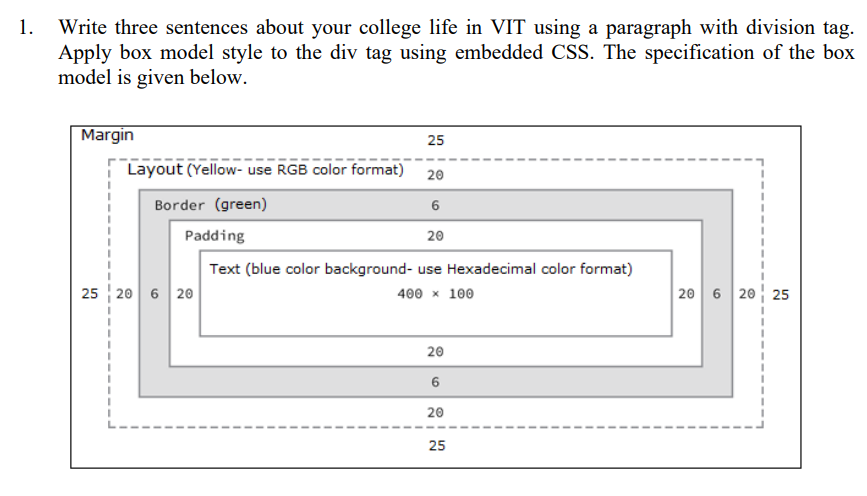 1. Write three sentences about your college life in VIT using a paragraph with division tag.
Apply box model style to the div tag using embedded CSS. The specification of the box
model is given below.
Margin
25
Layout (Yellow- use RGB color format) 20
Border (green) 6
Padding 20
Text (blue color background- use Hexadecimal color format)
25 20 6 20 400 × 100 20 6 20 25
20
6
20
25